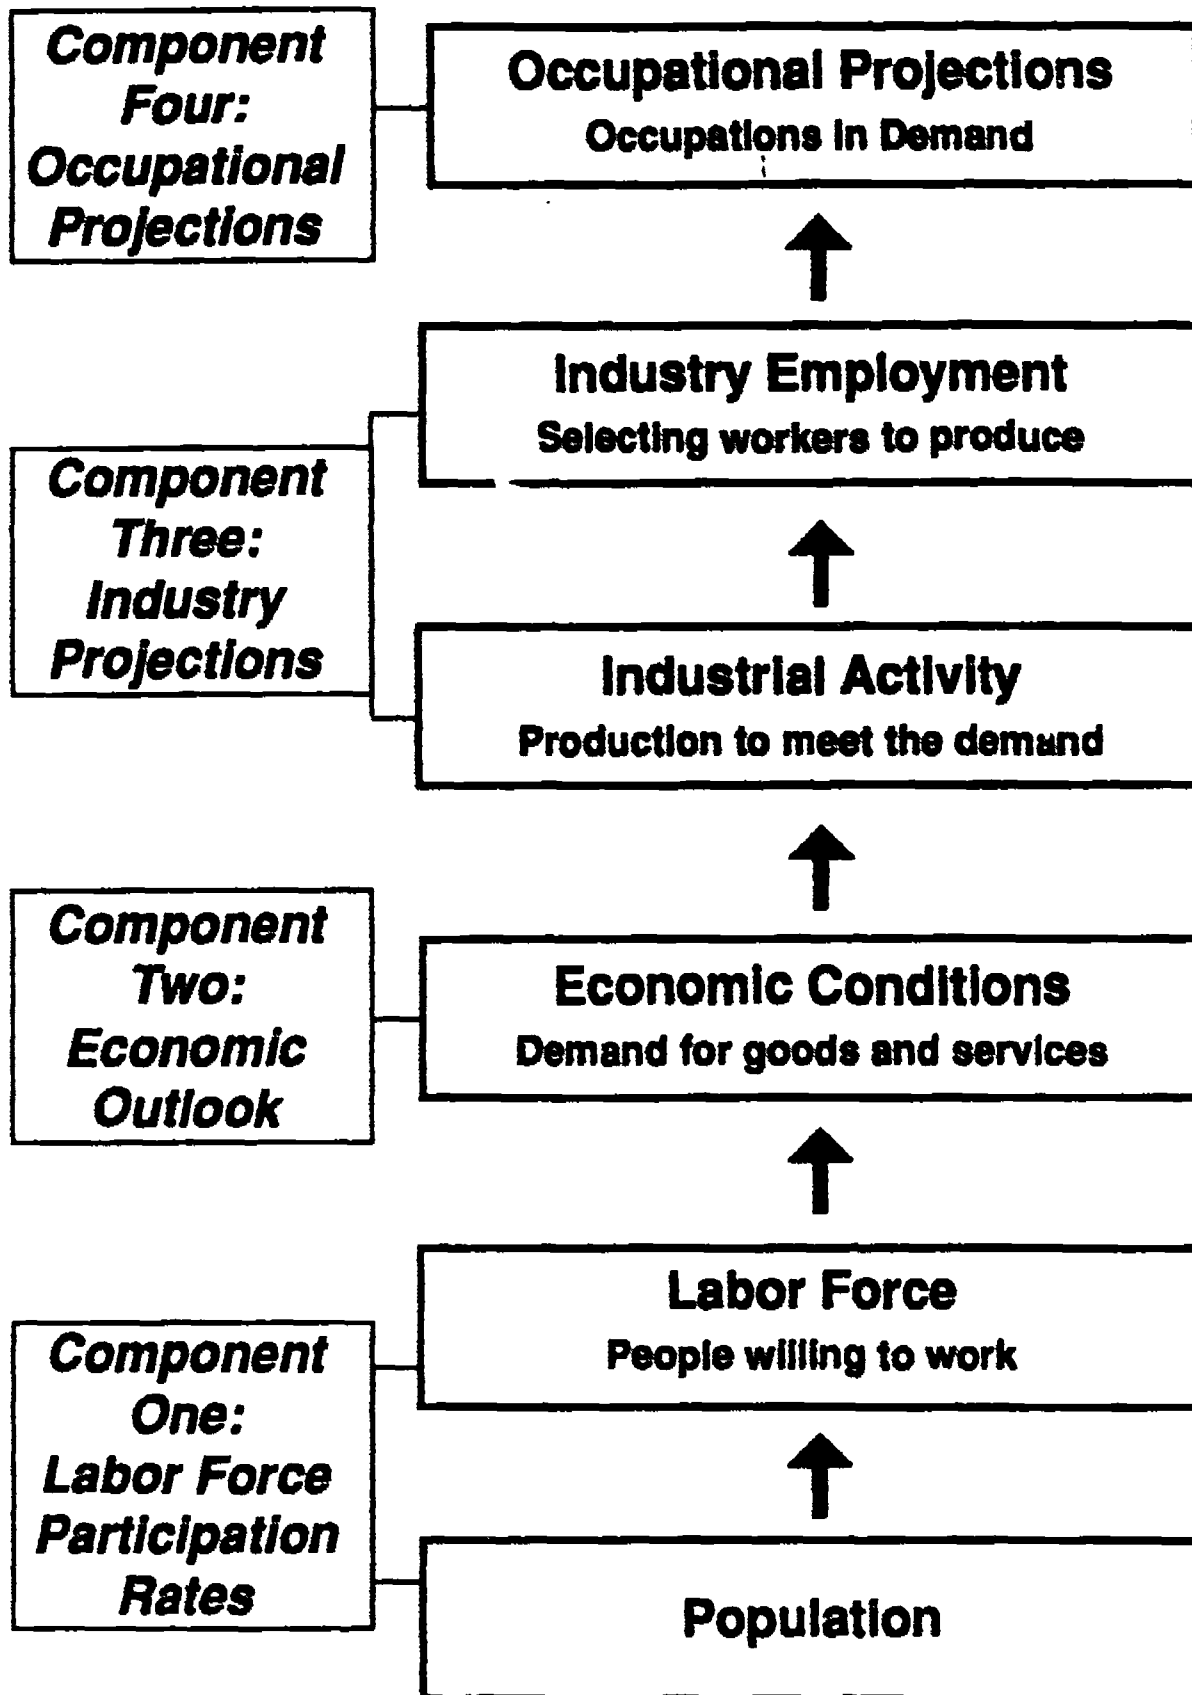 Component
Four:
Occupational
Projections
Occupational Projections
Occupations in Demand
Industry Employment
Selecting workers to produce
Component
Three:
Industry
Projections
Industrial Activity
Production to meet the demand
Component
Two:
Economic
Outlook
Economic Conditions
Demand for goods and services
Labor Force
People willing to work
Component
One:
Labor Force
Participation
Rates
Population